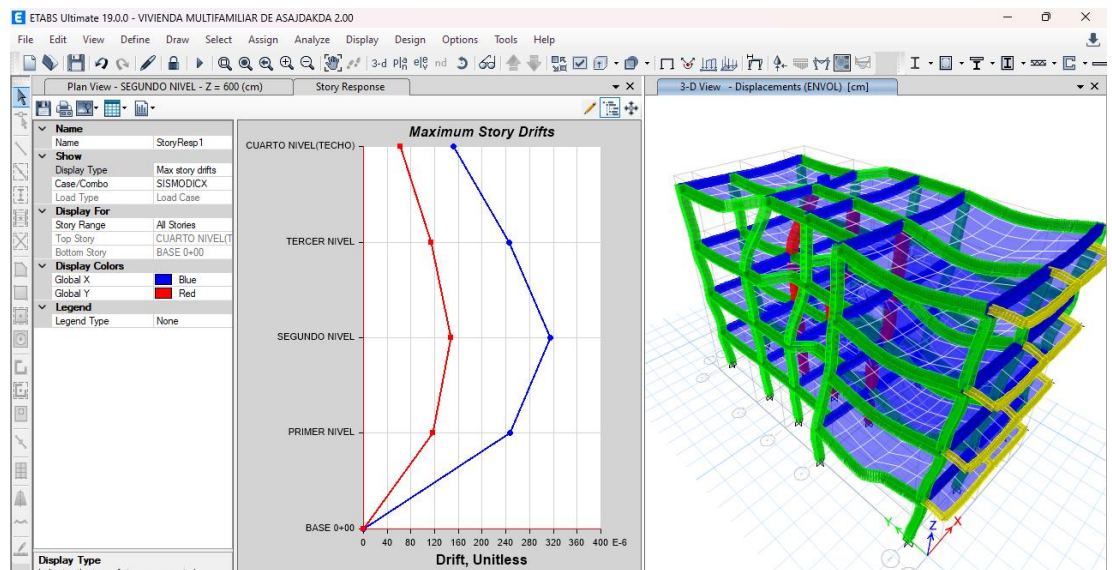 ETABS Ultimate 19.0.0 - VIVIENDA MULTIFAMILIAR DE ASAJDAKDA 2.00
File Edit View Define Draw Select Assign Analyze Display Design Options Tools Help
3-d nd
Plan View - SEGUNDO NIVEL - Z = 600 (cm)
Story Response
3-D View - Displacements (ENVOL) [cm]
Name
Name StoryResp1
Show
Display Type Max story drifts
Case/Combo SISMODICX
Load Type Load Case
Display For
Story Range All Stories
Top Story CUARTO NIVEL(T
Bottom Story BASE 0+00
Display Colors
Global X Blue
Global Y Red
Legend
Legend Type None
Display Type
Maximum Story Drifts
CUARTO NIVEL(TECHO)
TERCER NIVEL
SEGUNDO NIVEL
PRIMER NIVEL
BASE 0+00
0 40 80 120 160 200 240 280 320 360 400 E-6
Drift, Unitless
Y Z X